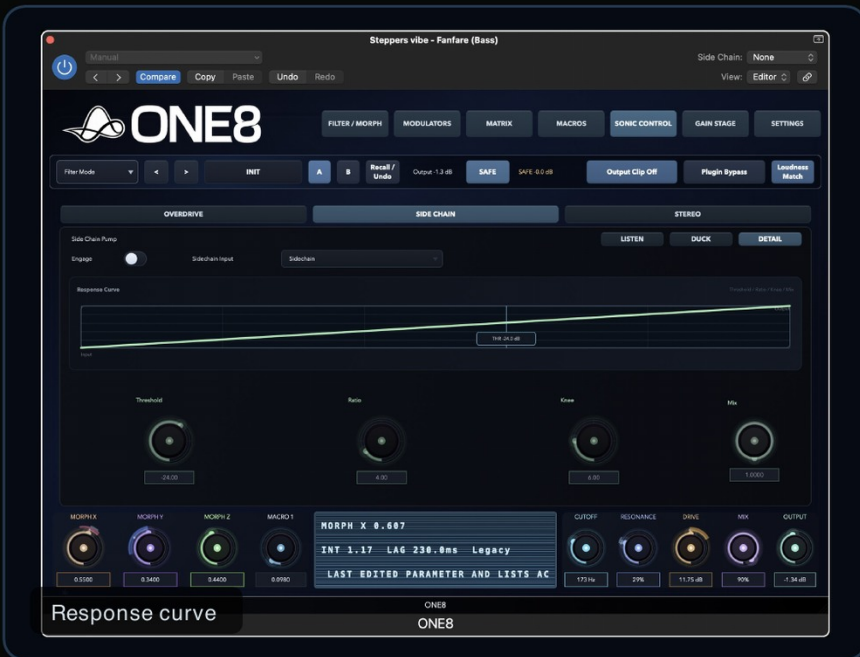 Steppers vibe - Fanfare (Bass)
Manual
Side Chain: None
Compare Copy Paste Undo Redo
View: Editor
ONE8
FILTER / MORPH MODULATORS MATRIX MACROS SONIC CONTROL GAIN STAGE SETTINGS
Filter Mode < > INIT A B Recall / Undo Output -1.3 dB SAFE SAFE -0.0 dB Output Clip Off Plugin Bypass Loudness Match
OVERDRIVE SIDE CHAIN STEREO
Side Chain Pump LISTEN DUCK DETAIL
Engage Sidechain Input Sidechain
Response Curve Threshold / Ratio / Knee / Mix
THR -24.0 dB
Input
Threshold Ratio Knee Mix
-24.00 4.00 6.00 1.0000
MORPH X MORPH Y MORPH Z MACRO 1 CUTOFF RESONANCE DRIVE MIX OUTPUT
MORPH X 0.607
INT 1.17 LAG 230.0ms Legacy
LAST EDITED PARAMETER AND LISTS AC
0.5500 0.3400 0.4400 0.0980 173 Hz 29% 11.75 dB 90% -1.34 dB
ONE8
Response curve
ONE8